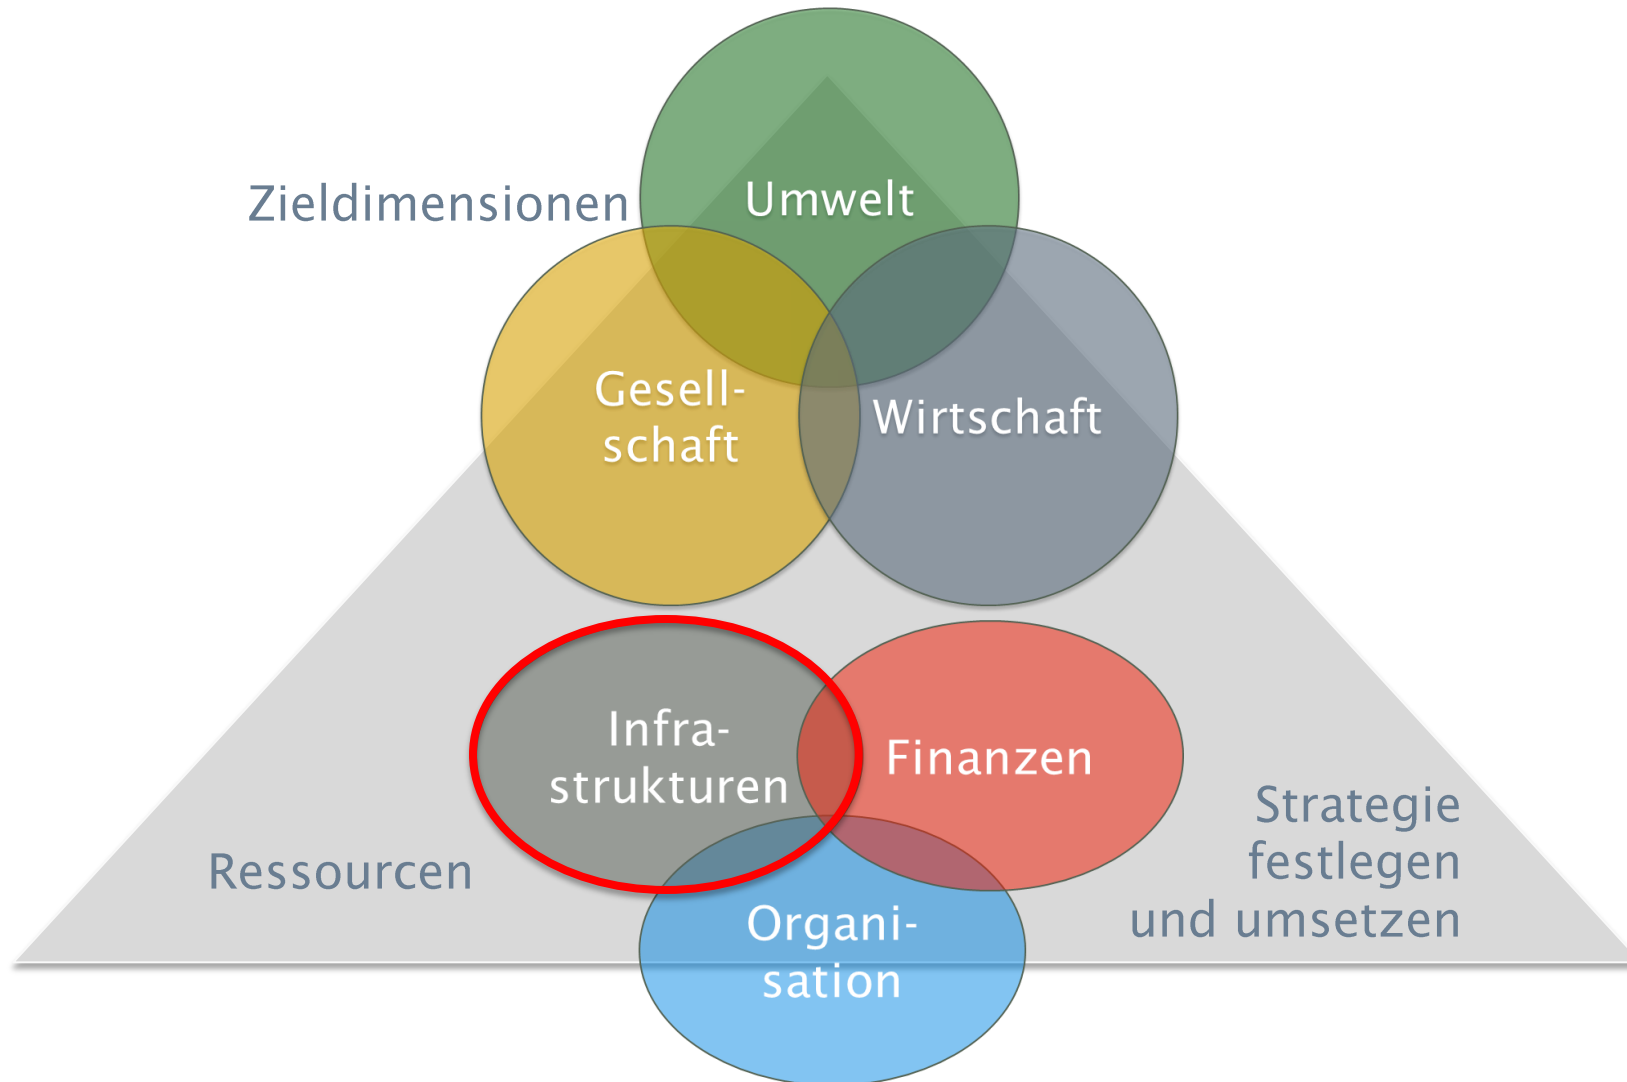 Umwelt
Zieldimensionen
Gesell-
schaft
Wirtschaft
Infra-
strukturen
Finanzen
Strategie
festlegen
und umsetzen
Ressourcen
Organi-
sation